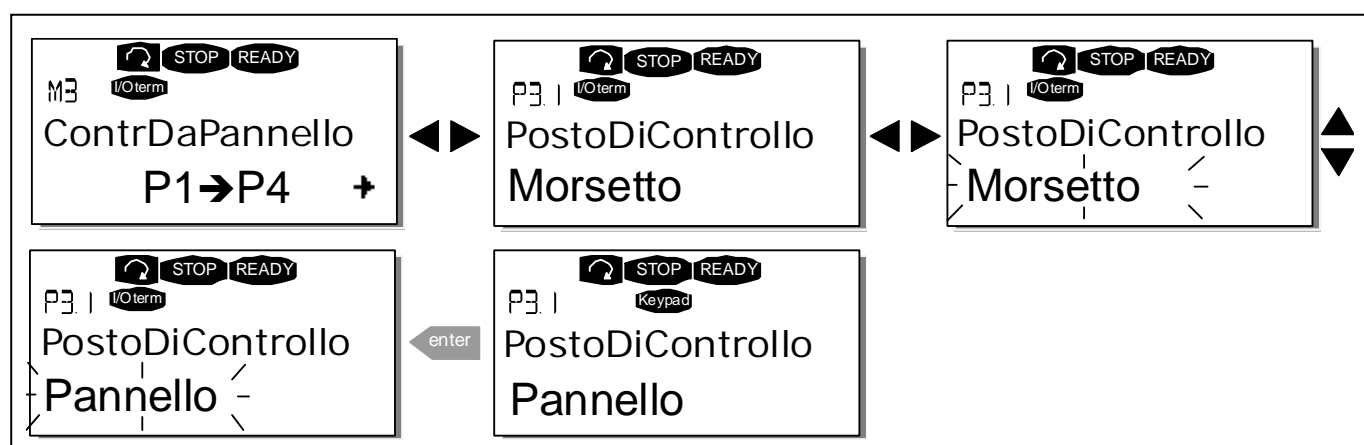 STOP READY
M3 I/Oterm
ContrDaPannello
P1➔P4
STOP READY
P3.1 I/Oterm
PostoDiControllo
Morsetto
STOP READY
P3.1 I/Oterm
PostoDiControllo
Morsetto
STOP READY
P3.1 I/Oterm
PostoDiControllo
Pannello
enter
STOP READY
P3.1 Keypad
PostoDiControllo
Pannello